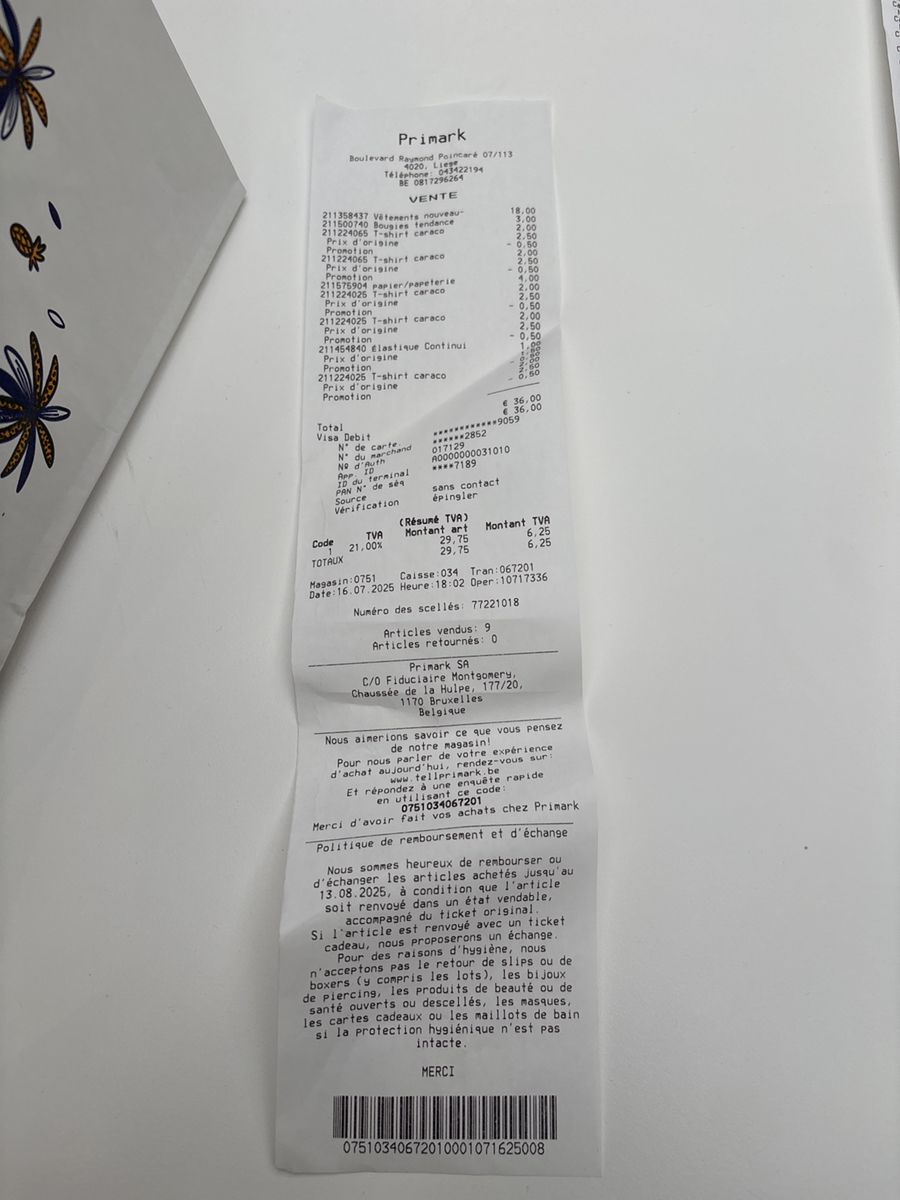 Primark
Boulevard Raymond Poincaré 07/113
4020, Liege
Téléphone: 043422194
BE 0817296264
VENTE
211358437 Vêtements nouveau- 18,00
211500740 Bougies tendance 3,00
211224065 T-shirt caraco 2,00
Prix d'origine 2,50
Promotion - 0,50
211224065 T-shirt caraco 2,00
Prix d'origine 2,50
Promotion - 0,50
211575904 papier/papeterie 4,00
211224025 T-shirt caraco 2,00
Prix d'origine 2,50
Promotion - 0,50
211224025 T-shirt caraco 2,00
Prix d'origine 2,50
Promotion - 0,50
211454840 Élastique Continui 1,00
Prix d'origine
Promotion
211224025 T-shirt caraco 2,00
Prix d'origine 2,50
Promotion - 0,50
Total € 36,00
Visa Debit € 36,00
N° de carte ************9059
N° du marchand ******2852
Nº d'Auth 017129
App. ID A0000000031010
ID du terminal ****7189
PAN N° de séq
Source sans contact
Vérification épingler
(Résumé TVA)
Code TVA Montant art Montant TVA
1 21,00% 29,75 6,25
TOTAUX 29,75 6,25
Magasin:0751 Caisse:034 Tran:067201
Date:16.07.2025 Heure:18:02 Oper:10717336
Numéro des scellés: 77221018
Articles vendus: 9
Articles retournés: 0
Primark SA
C/O Fiduciaire Montgomery,
Chaussée de la Hulpe, 177/20,
1170 Bruxelles
Belgique
Nous aimerions savoir ce que vous pensez
de notre magasin!
Pour nous parler de votre expérience
d'achat aujourd'hui, rendez-vous sur:
www.tellprimark.be
Et répondez à une enquête rapide
en utilisant ce code:
0751034067201
Merci d'avoir fait vos achats chez Primark
Politique de remboursement et d'échange
Nous sommes heureux de rembourser ou
d'échanger les articles achetés jusqu'au
13.08.2025, à condition que l'article
soit renvoyé dans un état vendable,
accompagné du ticket original.
Si l'article est renvoyé avec un ticket
cadeau, nous proposerons un échange.
Pour des raisons d'hygiène, nous
n'acceptons pas le retour de slips ou de
boxers (y compris les lots), les bijoux
de piercing, les produits de beauté ou de
santé ouverts ou descellés, les masques,
les cartes cadeaux ou les maillots de bain
si la protection hygiénique n'est pas
intacte.
MERCI
07510340672010001071625008